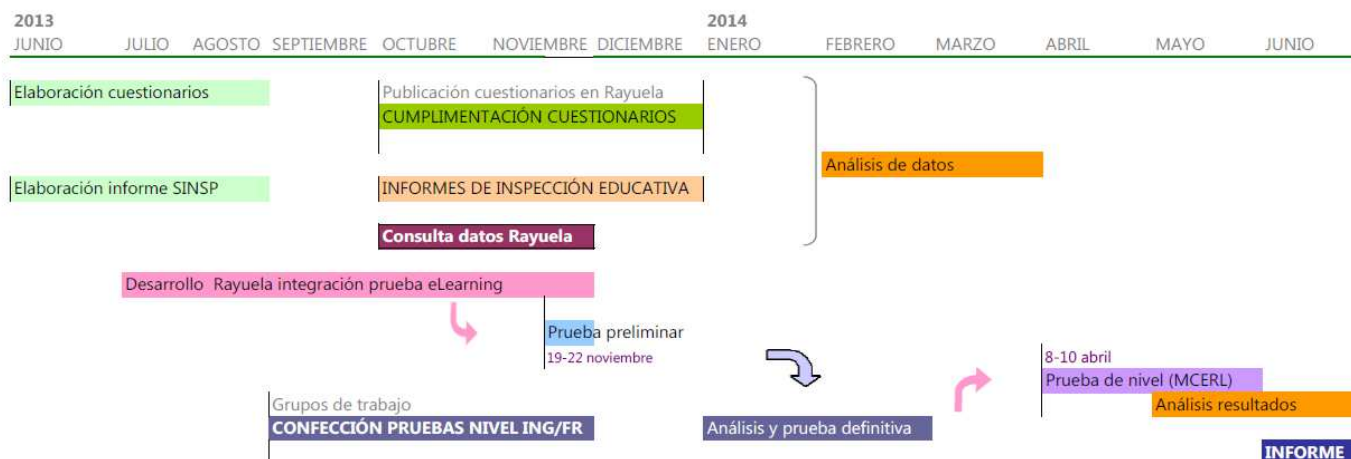 2013
2014
JUNIO JULIO AGOSTO SEPTIEMBRE OCTUBRE NOVIEMBRE DICIEMBRE ENERO FEBRERO MARZO ABRIL MAYO JUNIO
Elaboración cuestionarios
Publicación cuestionarios en Rayuela
CUMPLIMENTACIÓN CUESTIONARIOS
Análisis de datos
Elaboración informe SINSP
INFORMES DE INSPECCIÓN EDUCATIVA
Consulta datos Rayuela
Desarrollo Rayuela integración prueba eLearning
Prueba preliminar
19-22 noviembre
8-10 abril
Prueba de nivel (MCERL)
Grupos de trabajo
Análisis resultados
CONFECCIÓN PRUEBAS NIVEL ING/FR
Análisis y prueba definitiva
INFORME